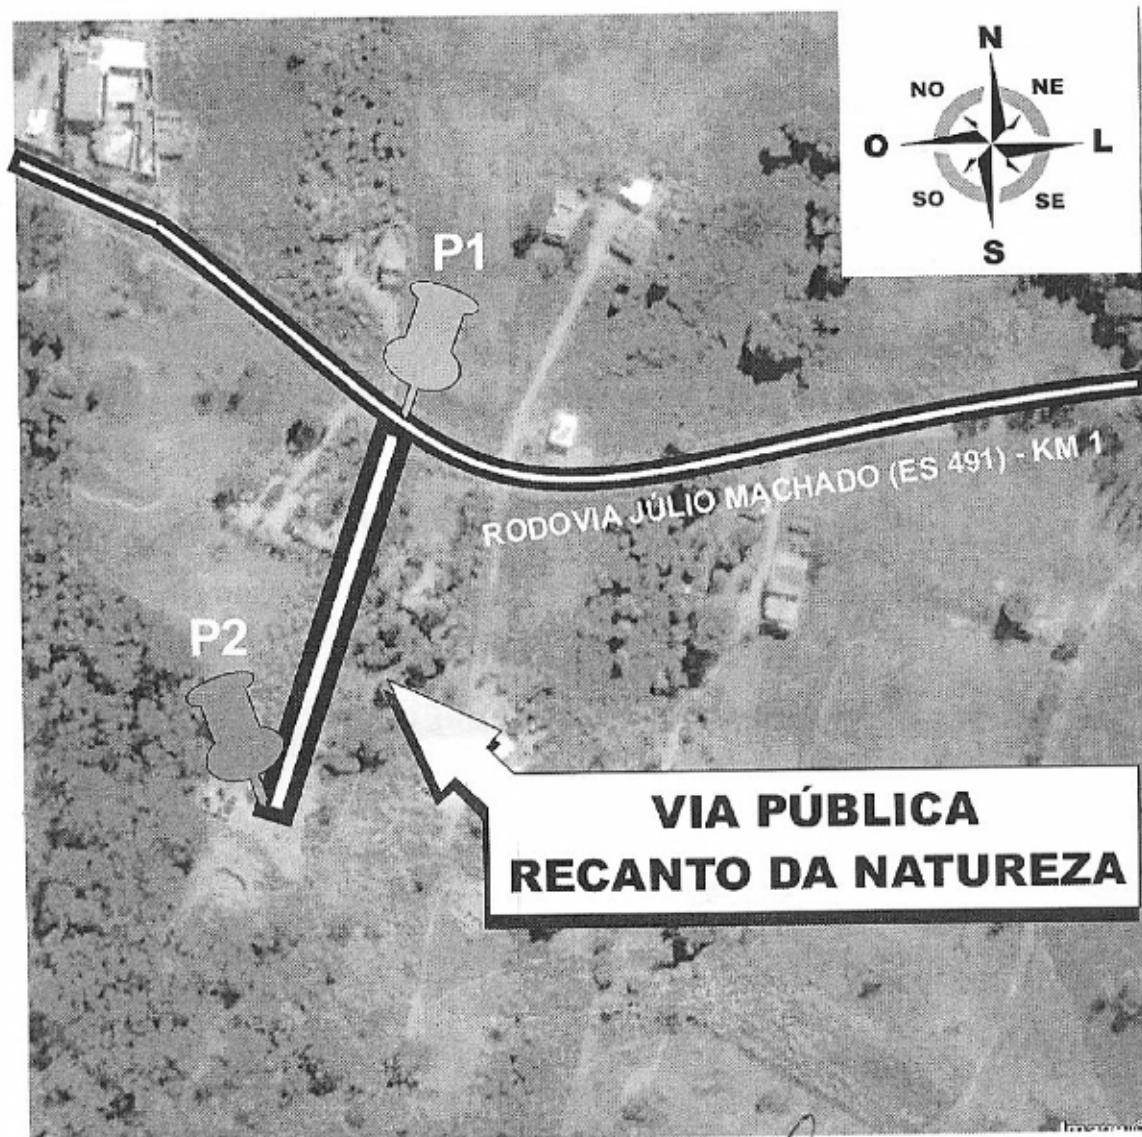 N
NO NE
O L
SO SE
S
P1
RODOVIA JÚLIO MACHADO (ES 491) - KM 1
P2
VIA PÚBLICA
RECANTO DA NATUREZA